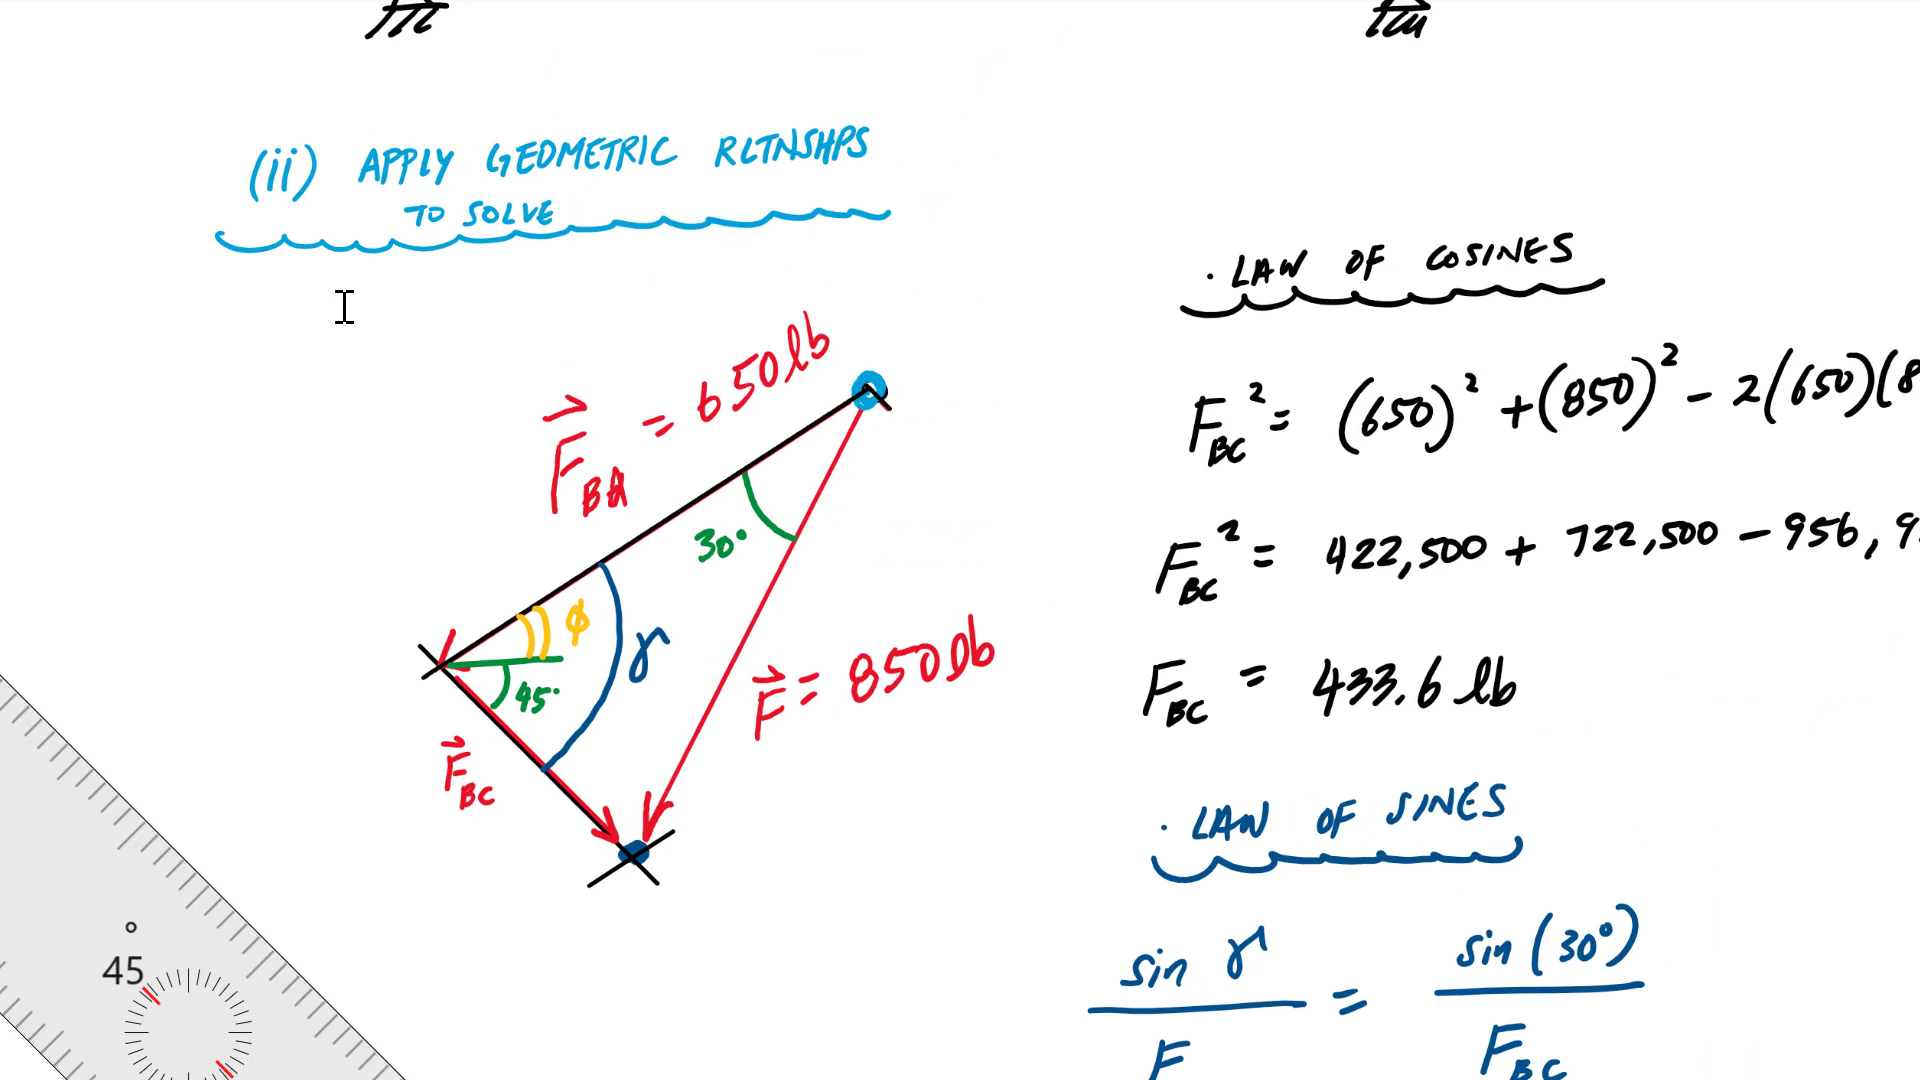 (ii) APPLY GEOMETRIC RLTNSHPS
TO SOLVE
F⃗BA = 650 lb
30°
ϕ
γ
45°
F⃗BC
F⃗ = 850 lb
45
· LAW OF COSINES
FBC² = (650)² + (850)² - 2(650)(8
FBC² = 422,500 + 722,500 - 956,9
FBC = 433.6 lb
· LAW OF SINES
sin γ = sin (30°)
F FBC